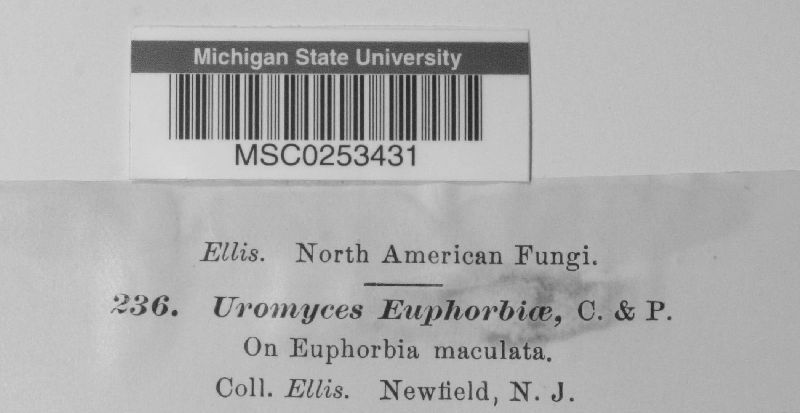 Michigan State University
MSC0253431
Ellis. North American Fungi.
236. Uromyces Euphorbiæ, C. & P.
On Euphorbia maculata.
Coll. Ellis. Newfield, N. J.